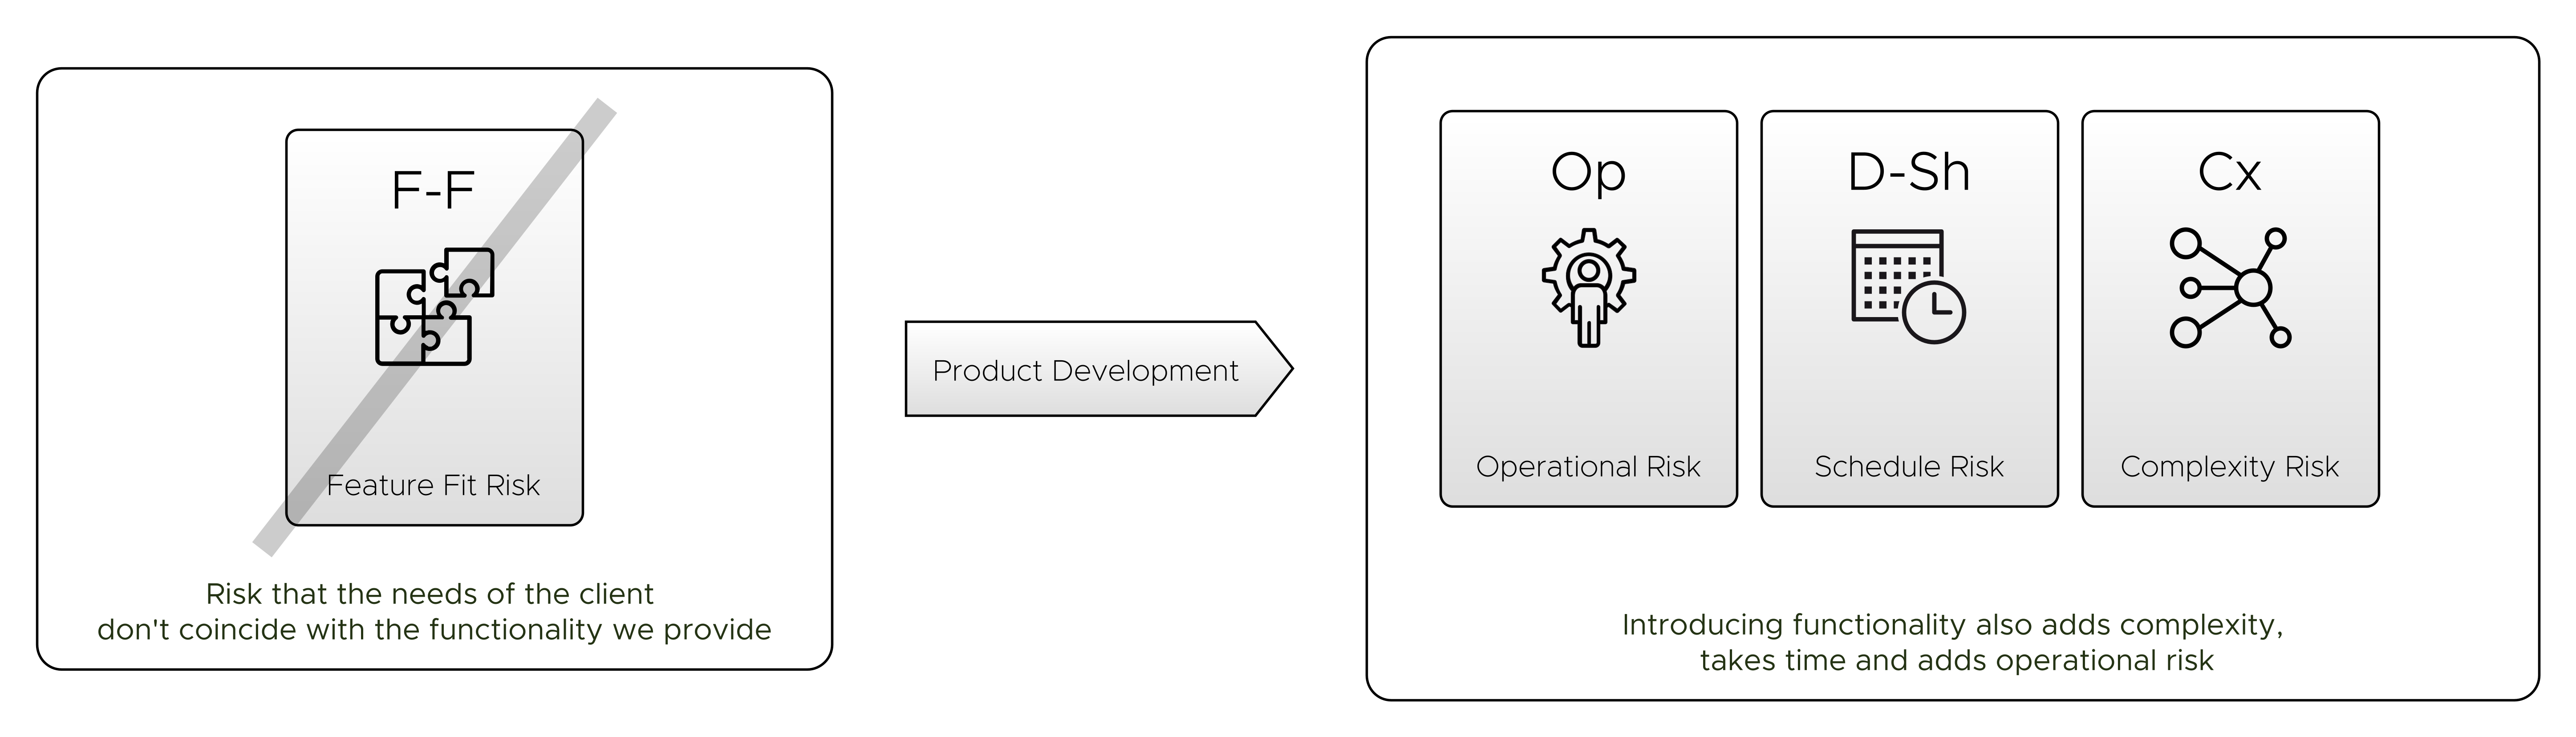 F-F
Feature Fit Risk
Risk that the needs of the client
don't coincide with the functionality we provide
Product Development
Op
Operational Risk
D-Sh
Schedule Risk
Cx
Complexity Risk
Introducing functionality also adds complexity,
takes time and adds operational risk